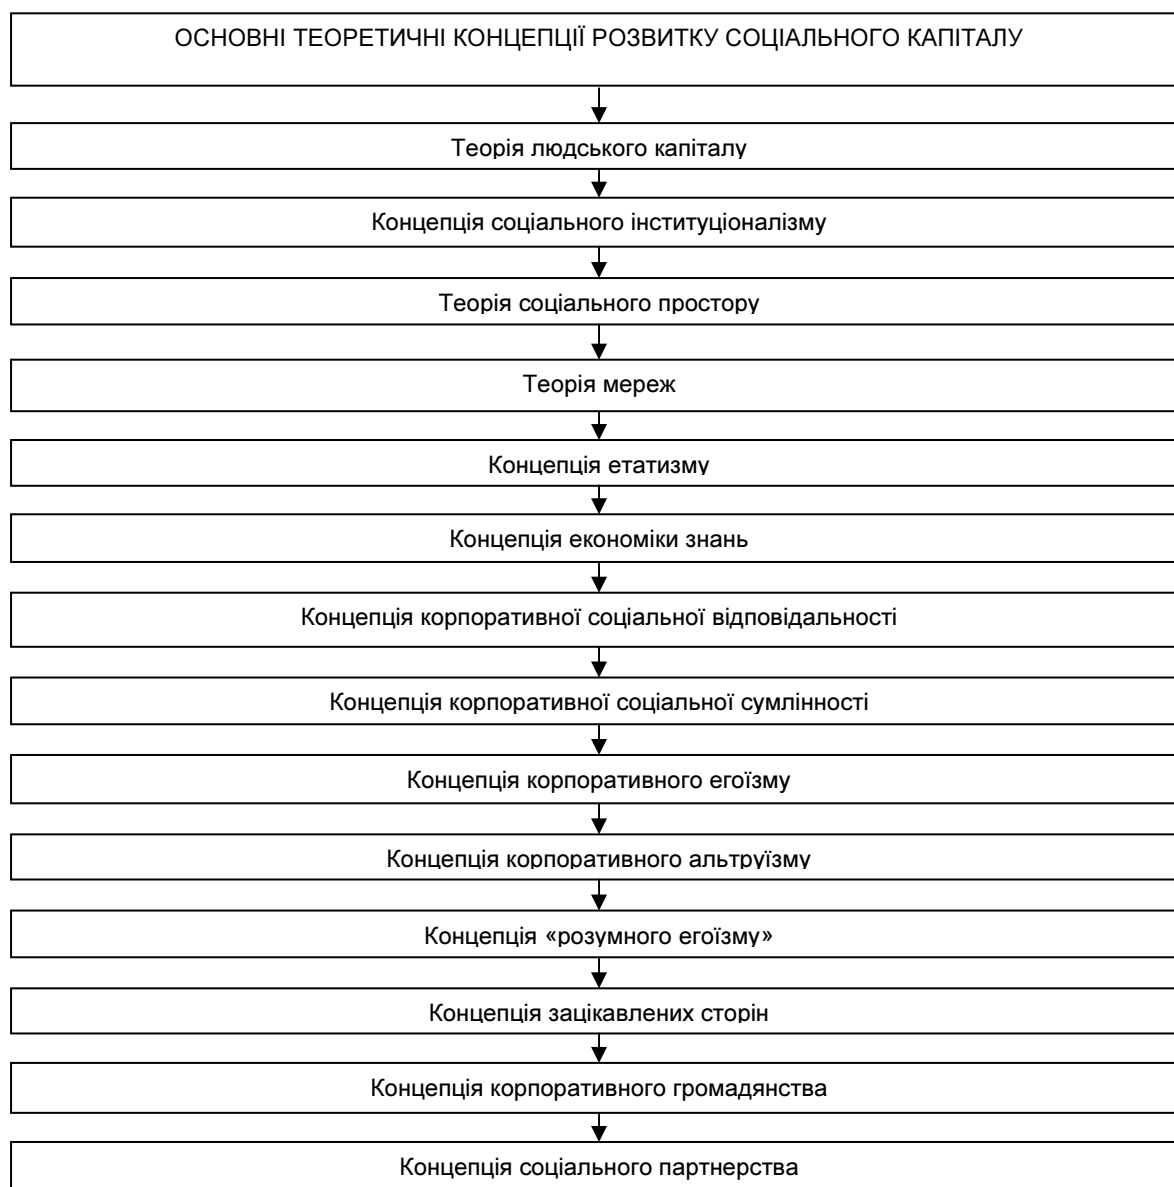 ОСНОВНІ ТЕОРЕТИЧНІ КОНЦЕПЦІЇ РОЗВИТКУ СОЦІАЛЬНОГО КАПІТАЛУ
Теорія людського капіталу
Концепція соціального інституціоналізму
Теорія соціального простору
Теорія мереж
Концепція етатизму
Концепція економіки знань
Концепція корпоративної соціальної відповідальності
Концепція корпоративної соціальної сумлінності
Концепція корпоративного егоїзму
Концепція корпоративного альтруїзму
Концепція «розумного егоїзму»
Концепція зацікавлених сторін
Концепція корпоративного громадянства
Концепція соціального партнерства